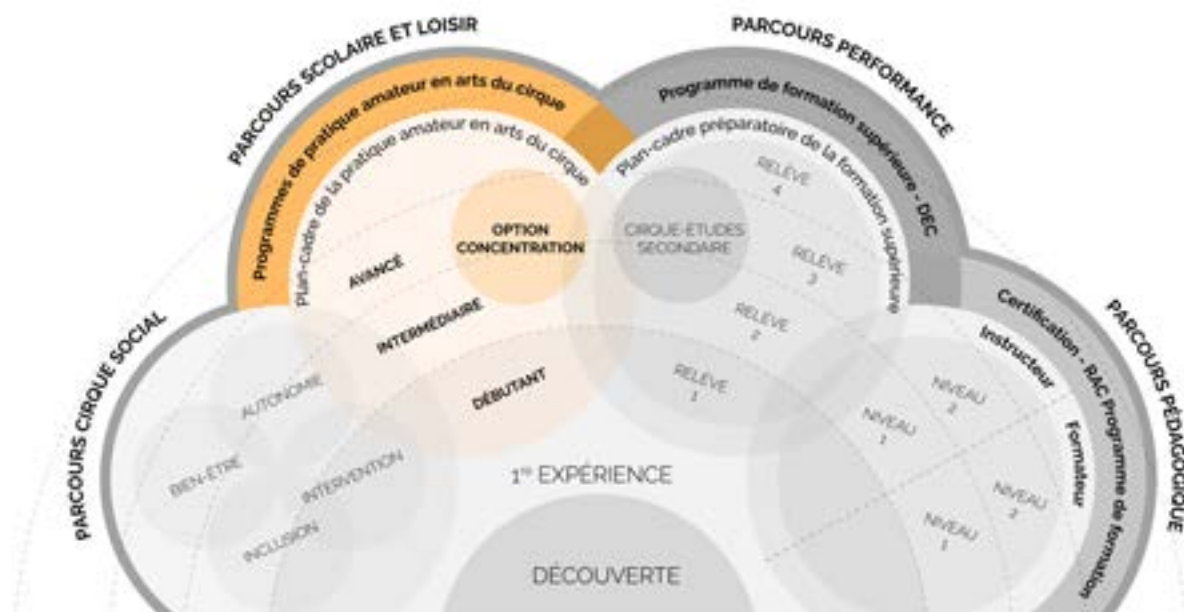 PARCOURS SCOLAIRE ET LOISIR
Programmes de pratique amateur en arts du cirque
Plan-cadre de la pratique amateur en arts du cirque
OPTION
CONCENTRATION
AVANCÉ
INTERMÉDIAIRE
DÉBUTANT
PARCOURS PERFORMANCE
Programme de formation supérieure - DEC
Plan-cadre préparatoire de la formation supérieure
CIRQUE-ÉTUDES
SECONDAIRE
RELÈVE
4
RELÈVE
3
RELÈVE
2
RELÈVE
1
PARCOURS CIRQUE SOCIAL
AUTONOMIE
BIEN-ÊTRE
INTERVENTION
INCLUSION
PARCOURS PÉDAGOGIQUE
Certification - RAC Programme de formation
Instructeur
NIVEAU
2
NIVEAU
1
Formateur
NIVEAU
2
NIVEAU
1
1re EXPÉRIENCE
DÉCOUVERTE